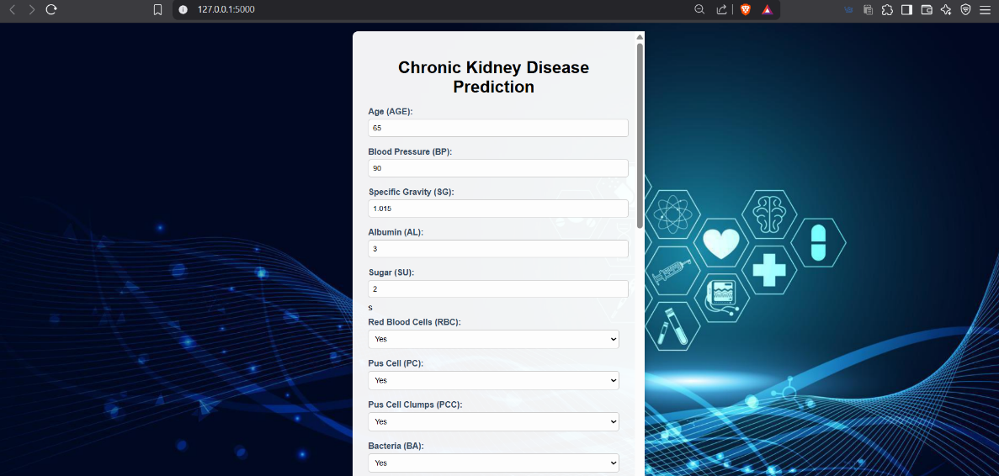 127.0.0.1:5000
Chronic Kidney Disease
Prediction
Age (AGE):
65
Blood Pressure (BP):
90
Specific Gravity (SG):
1.015
Albumin (AL):
3
Sugar (SU):
2
s
Red Blood Cells (RBC):
Yes
Pus Cell (PC):
Yes
Pus Cell Clumps (PCC):
Yes
Bacteria (BA):
Yes